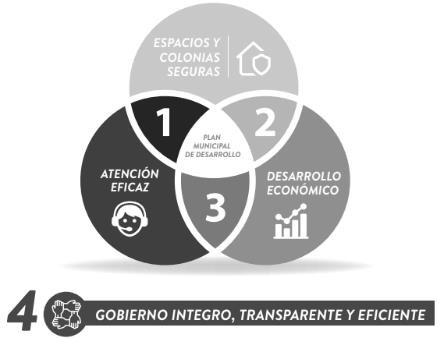 ESPACIOS Y
COLONIAS
SEGURAS
1
2
PLAN
MUNICIPAL
DE DESARROLLO
ATENCIÓN
EFICAZ
DESARROLLO
ECONÓMICO
3
4 GOBIERNO INTEGRO, TRANSPARENTE Y EFICIENTE